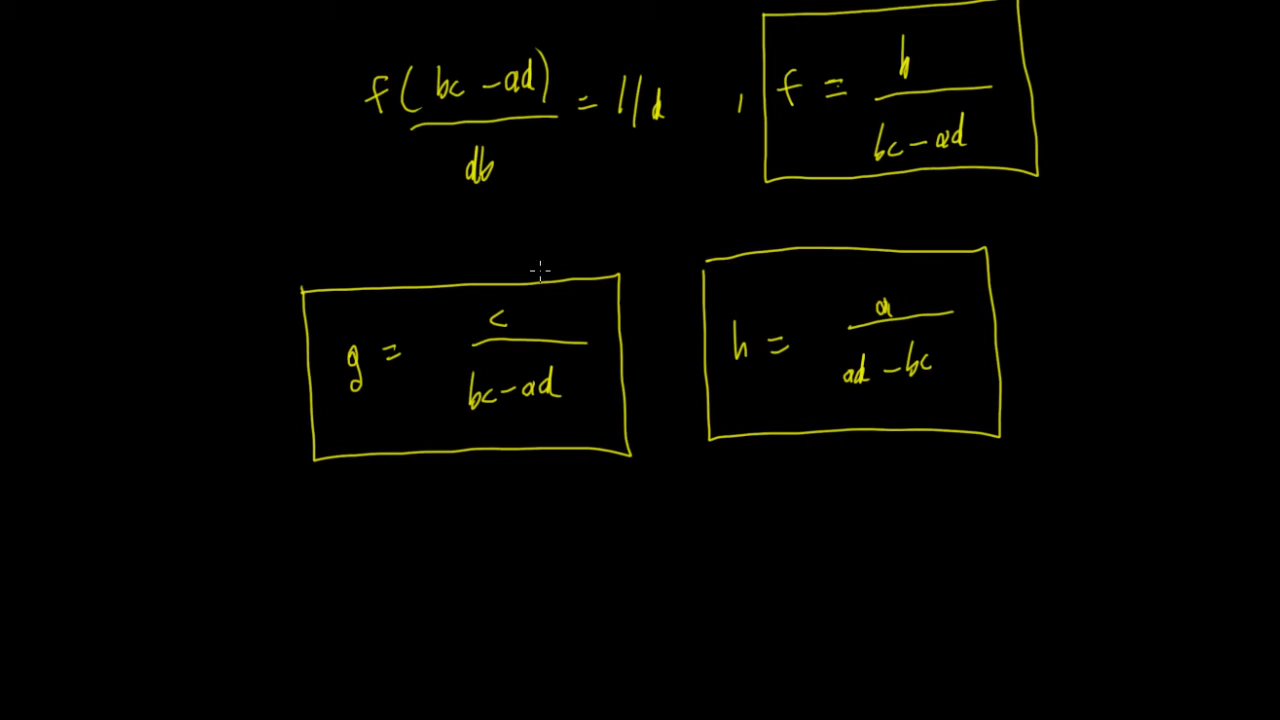 f(bc-ad)/db = 1/d , f = b/(bc-ad)
g = c/(bc-ad)
h = a/(ad-bc)